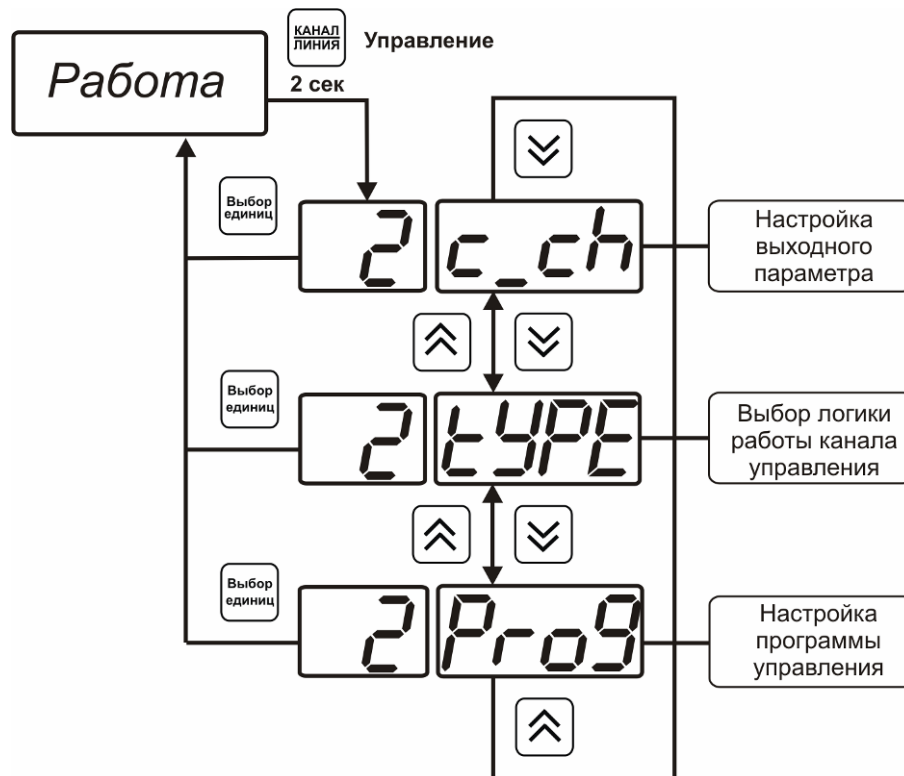 КАНАЛ
ЛИНИЯ
Управление
Работа
2 сек
Выбор
единиц
2 c_ch
Настройка
выходного
параметра
Выбор
единиц
2 tYPE
Выбор логики
работы канала
управления
Выбор
единиц
2 Prog
Настройка
программы
управления